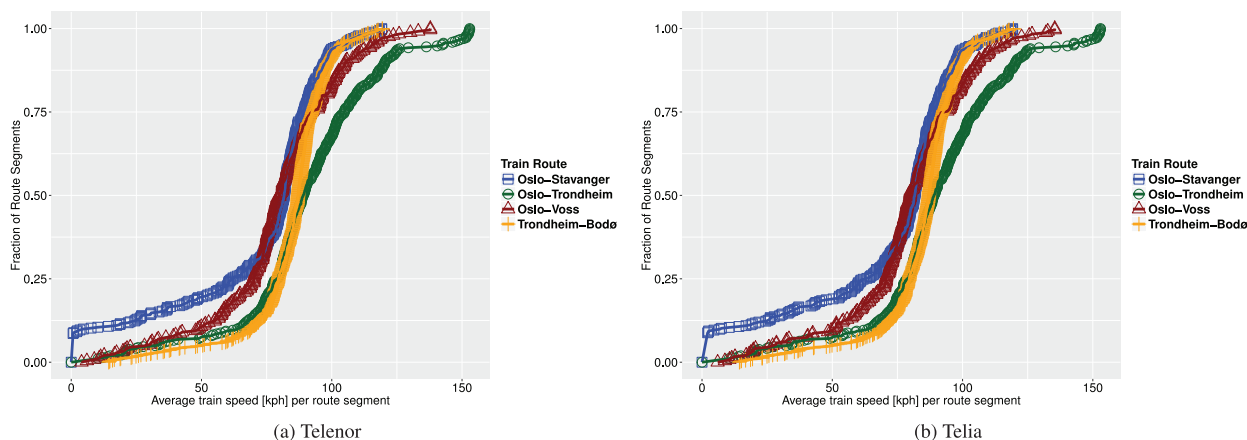 1.00
0.75
0.50
0.25
0.00
Fraction of Route Segments
0
50
100
150
Average train speed [kph] per route segment
Train Route
Oslo−Stavanger
Oslo−Trondheim
Oslo−Voss
Trondheim−Bodø
(a) Telenor
1.00
0.75
0.50
0.25
0.00
Fraction of Route Segments
0
50
100
150
Average train speed [kph] per route segment
Train Route
Oslo−Stavanger
Oslo−Trondheim
Oslo−Voss
Trondheim−Bodø
(b) Telia